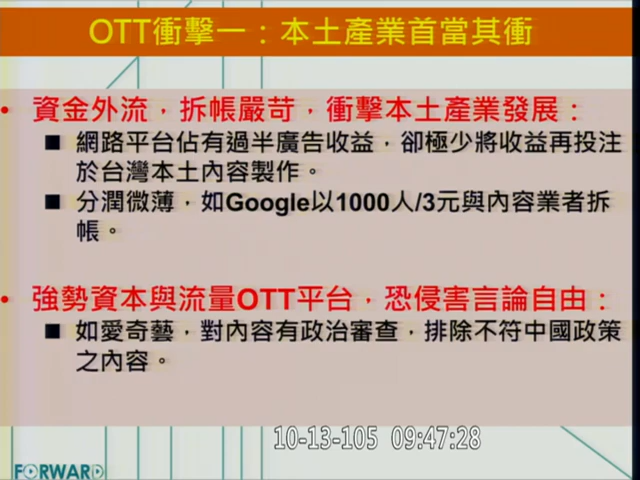 OTT衝擊一：本土產業首當其衝
• 資金外流，拆帳嚴苛，衝擊本土產業發展：
■ 網路平台佔有過半廣告收益，卻極少將收益再投注
於台灣本土內容製作。
■ 分潤微薄，如Google以1000人/3元與內容業者拆
帳。
• 強勢資本與流量OTT平台，恐侵害言論自由：
■ 如愛奇藝，對內容有政治審查，排除不符中國政策
之內容。
10-13-105 09:47:28
FORWARD